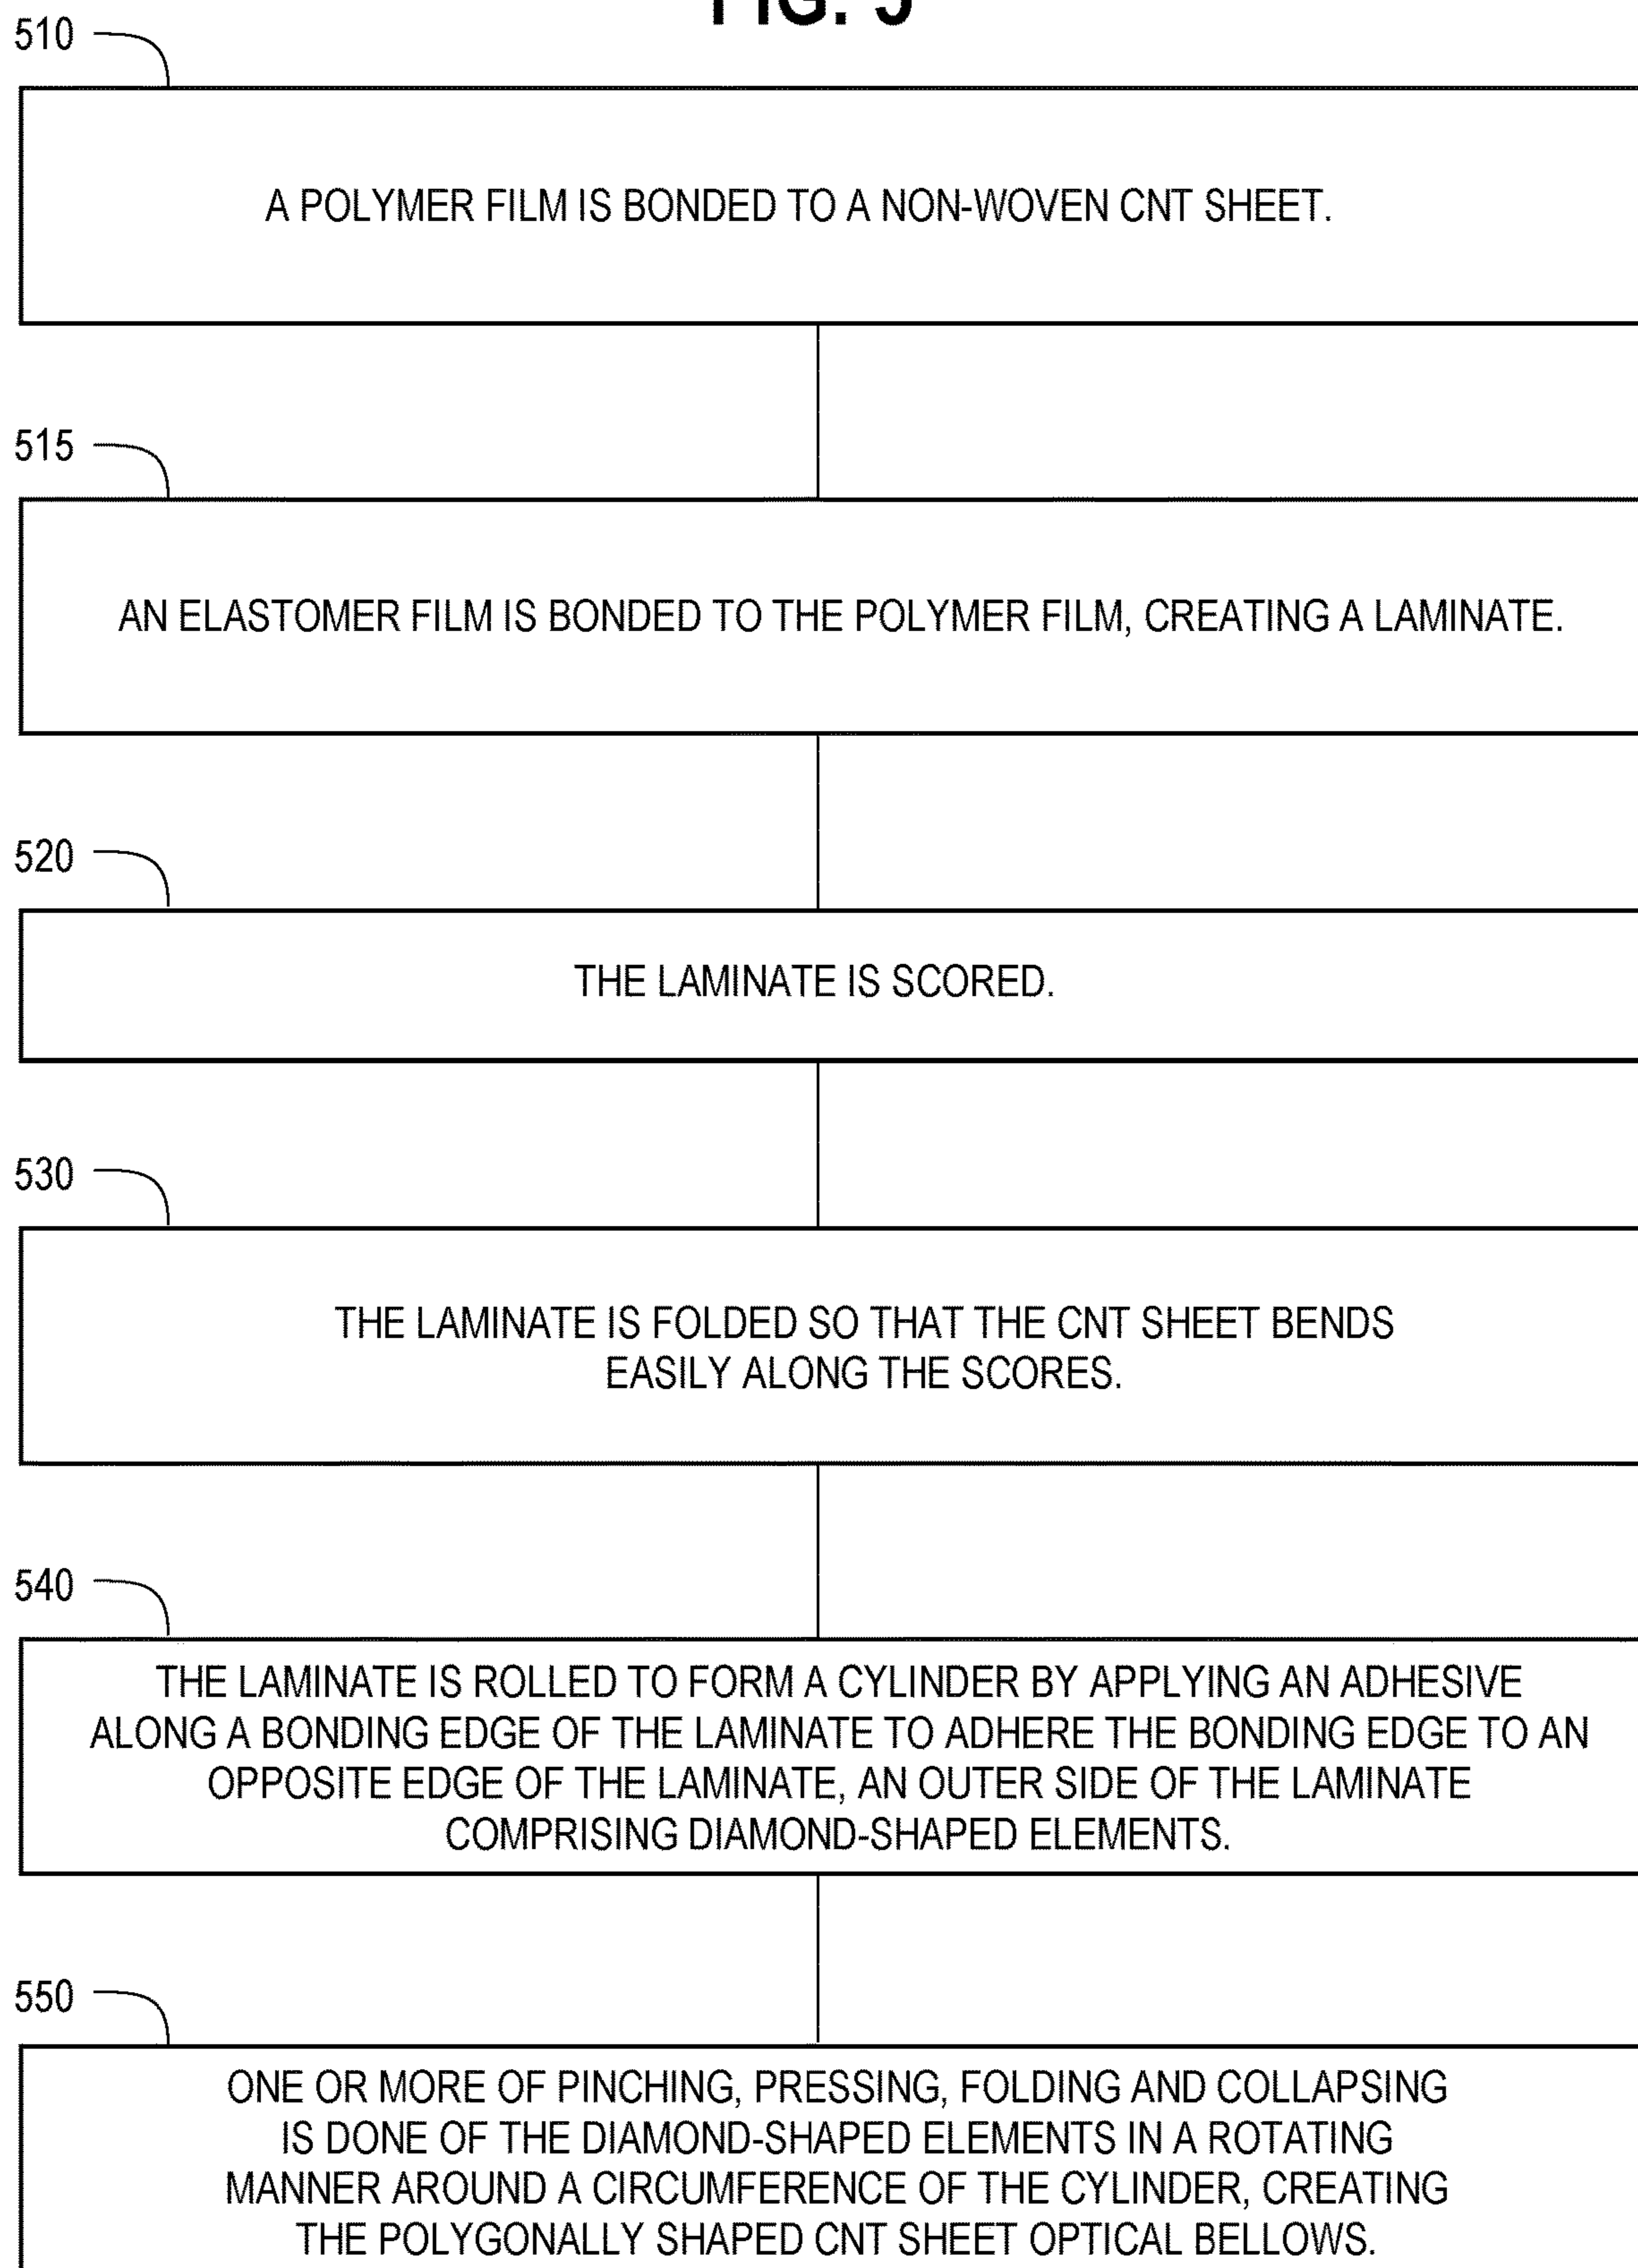 FIG. 5
510
A POLYMER FILM IS BONDED TO A NON-WOVEN CNT SHEET.
515
AN ELASTOMER FILM IS BONDED TO THE POLYMER FILM, CREATING A LAMINATE.
520
THE LAMINATE IS SCORED.
530
THE LAMINATE IS FOLDED SO THAT THE CNT SHEET BENDS
EASILY ALONG THE SCORES.
540
THE LAMINATE IS ROLLED TO FORM A CYLINDER BY APPLYING AN ADHESIVE
ALONG A BONDING EDGE OF THE LAMINATE TO ADHERE THE BONDING EDGE TO AN
OPPOSITE EDGE OF THE LAMINATE, AN OUTER SIDE OF THE LAMINATE
COMPRISING DIAMOND-SHAPED ELEMENTS.
550
ONE OR MORE OF PINCHING, PRESSING, FOLDING AND COLLAPSING
IS DONE OF THE DIAMOND-SHAPED ELEMENTS IN A ROTATING
MANNER AROUND A CIRCUMFERENCE OF THE CYLINDER, CREATING
THE POLYGONALLY SHAPED CNT SHEET OPTICAL BELLOWS.